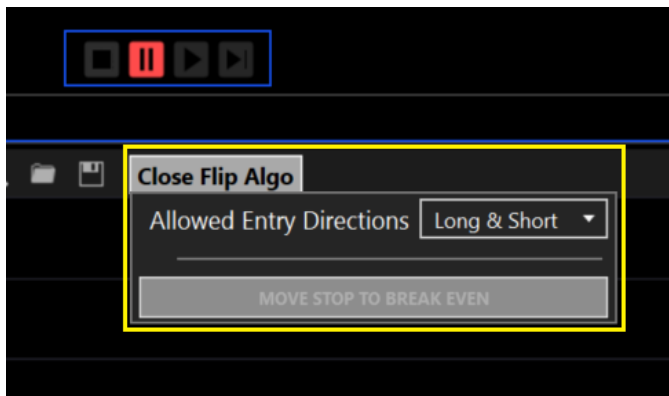 Close Flip Algo
Allowed Entry Directions Long & Short
MOVE STOP TO BREAK EVEN